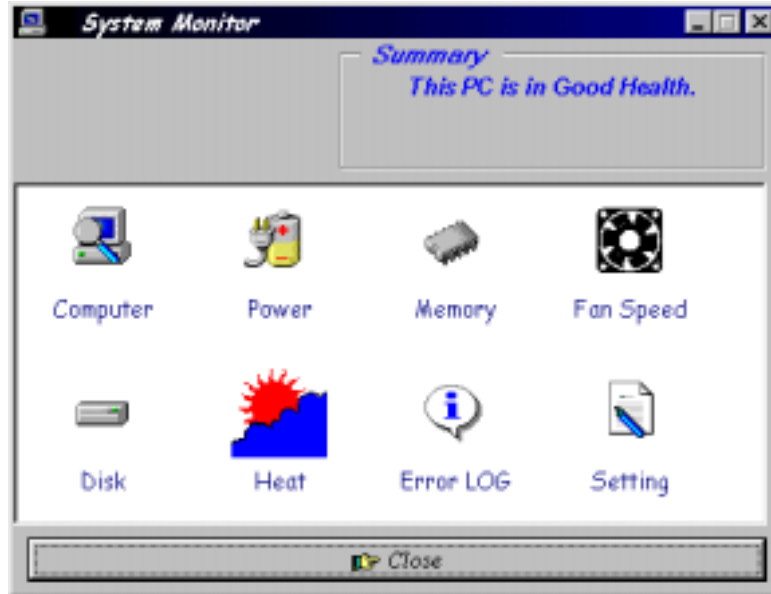 System Monitor
Summary
This PC is in Good Health.
Computer
Power
Memory
Fan Speed
Disk
Heat
Error LOG
Setting
Close